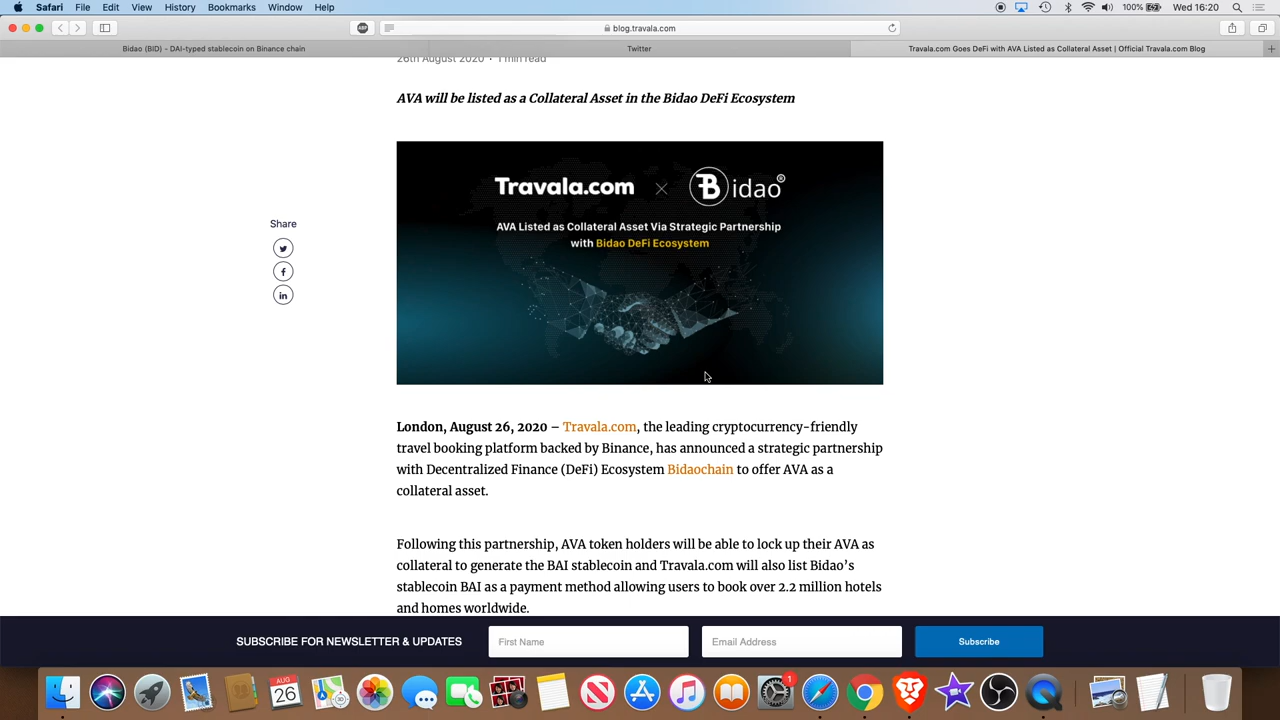 Safari File Edit View History Bookmarks Window Help 100% Wed 16:20
ABP blog.travala.com
Bidao (BID) - DAI-typed stablecoin on Binance chain Twitter Travala.com Goes DeFi with AVA Listed as Collateral Asset | Official Travala.com Blog
26th August 2020 • 1 min read
AVA will be listed as a Collateral Asset in the Bidao DeFi Ecosystem
Travala.com × Bidao®
AVA Listed as Collateral Asset Via Strategic Partnership
with Bidao DeFi Ecosystem
Share
London, August 26, 2020 – Travala.com, the leading cryptocurrency-friendly
travel booking platform backed by Binance, has announced a strategic partnership
with Decentralized Finance (DeFi) Ecosystem Bidaochain to offer AVA as a
collateral asset.
Following this partnership, AVA token holders will be able to lock up their AVA as
collateral to generate the BAI stablecoin and Travala.com will also list Bidao’s
stablecoin BAI as a payment method allowing users to book over 2.2 million hotels
and homes worldwide.
SUBSCRIBE FOR NEWSLETTER & UPDATES First Name Email Address Subscribe
AUG
26
1